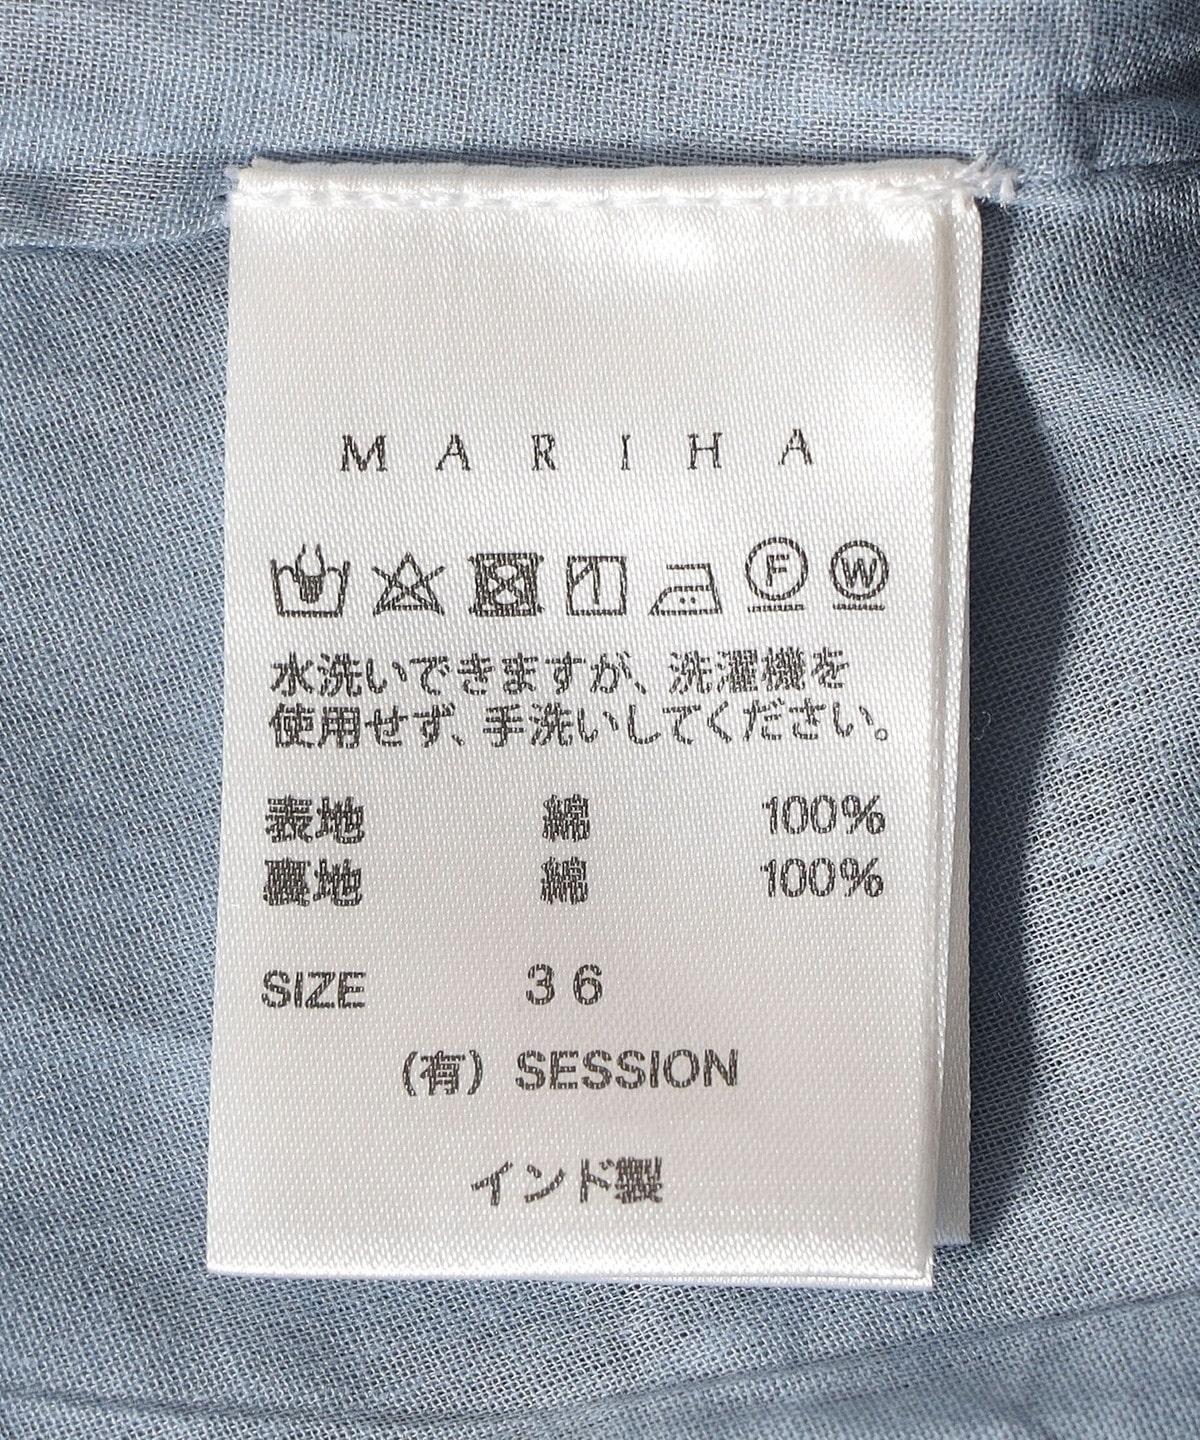 MARIHA
F W
水洗いできますが、洗濯機を
使用せず、手洗いしてください。
表地 綿 100%
裏地 綿 100%
SIZE 36
(有) SESSION
インド製